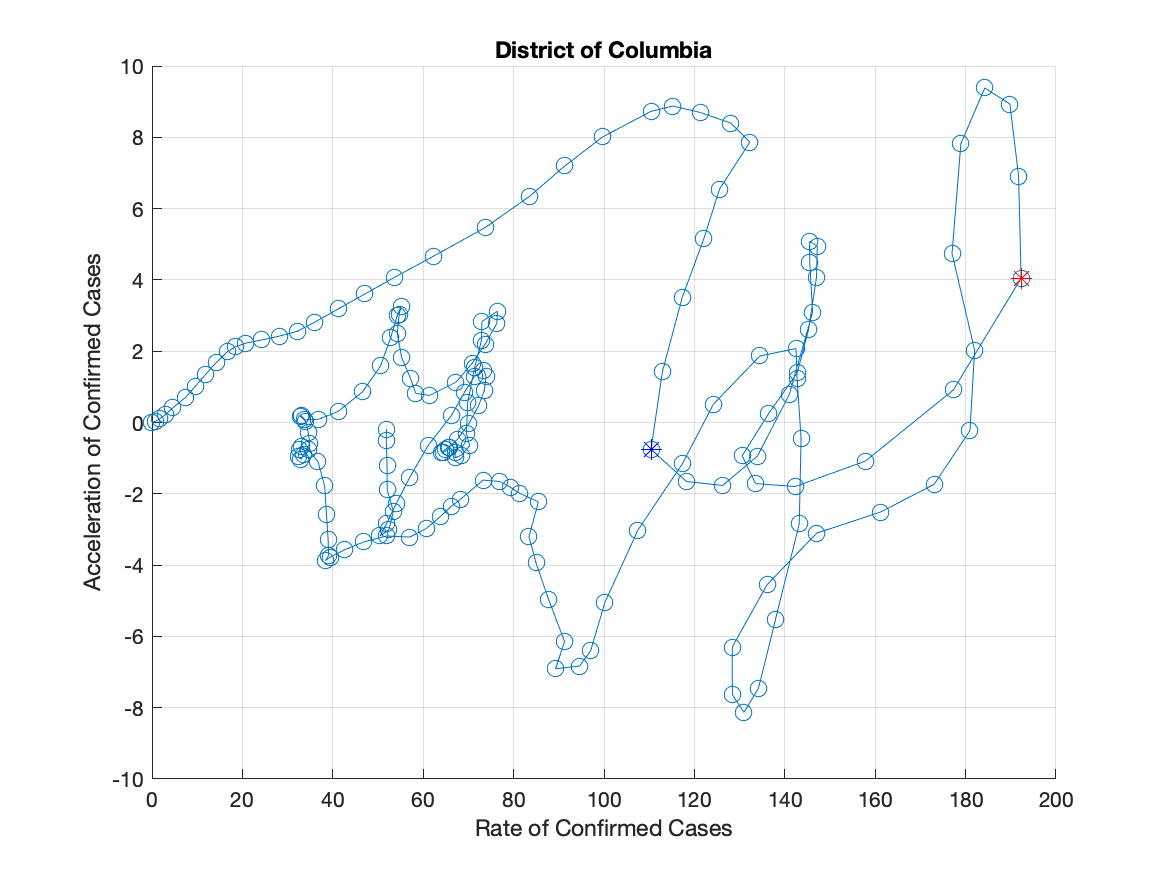 District of Columbia
10
8
6
4
2
0
-2
-4
-6
-8
-10
0 20 40 60 80 100 120 140 160 180 200
Acceleration of Confirmed Cases
Rate of Confirmed Cases